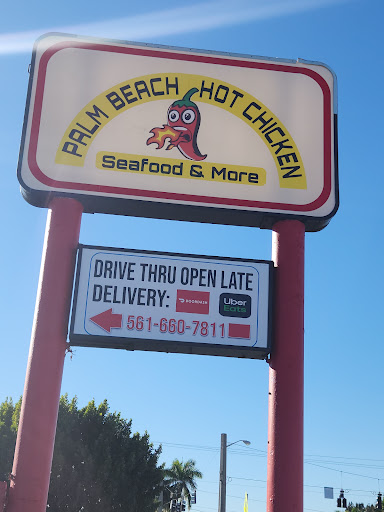 PALM BEACH HOT CHICKEN
Seafood & More
DRIVE THRU OPEN LATE
DELIVERY: DOORDASH Uber Eats
561-660-7811